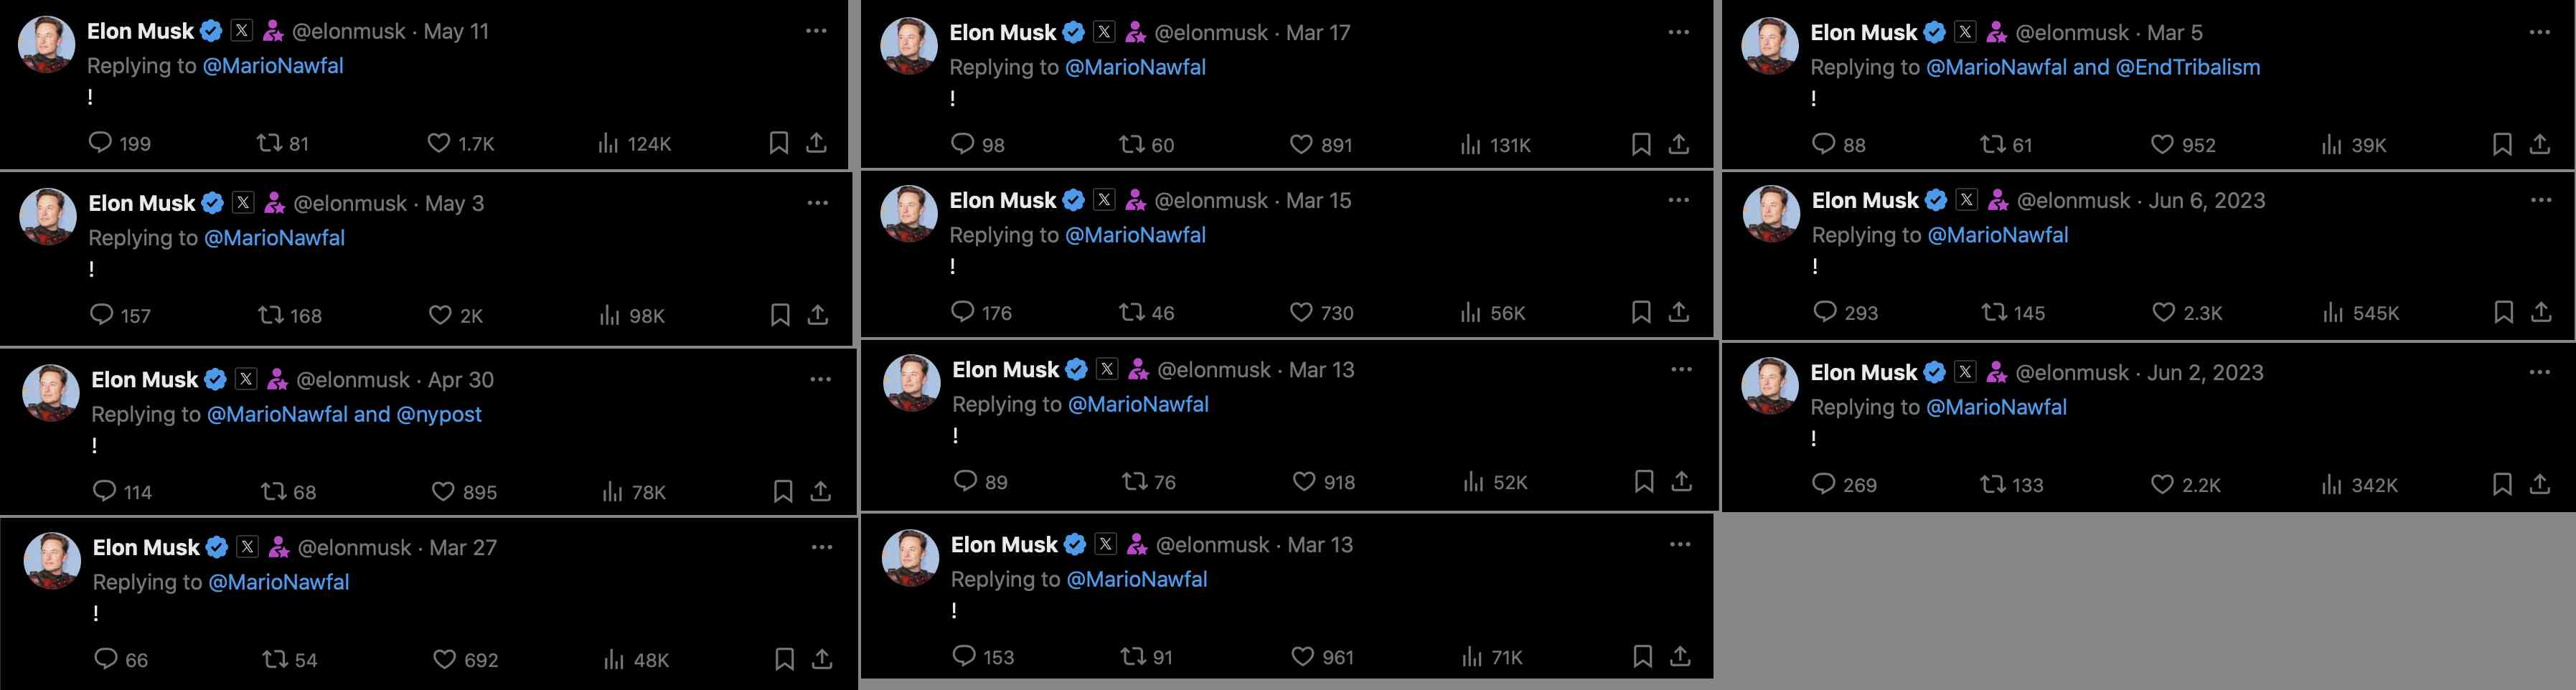 Elon Musk @elonmusk · May 11
Replying to @MarioNawfal
!
199 81 1.7K 124K
Elon Musk @elonmusk · May 3
Replying to @MarioNawfal
!
157 168 2K 98K
Elon Musk @elonmusk · Apr 30
Replying to @MarioNawfal and @nypost
!
114 68 895 78K
Elon Musk @elonmusk · Mar 27
Replying to @MarioNawfal
!
66 54 692 48K
Elon Musk @elonmusk · Mar 17
Replying to @MarioNawfal
!
98 60 891 131K
Elon Musk @elonmusk · Mar 15
Replying to @MarioNawfal
!
176 46 730 56K
Elon Musk @elonmusk · Mar 13
Replying to @MarioNawfal
!
89 76 918 52K
Elon Musk @elonmusk · Mar 13
Replying to @MarioNawfal
!
153 91 961 71K
Elon Musk @elonmusk · Mar 5
Replying to @MarioNawfal and @EndTribalism
!
88 61 952 39K
Elon Musk @elonmusk · Jun 6, 2023
Replying to @MarioNawfal
!
293 145 2.3K 545K
Elon Musk @elonmusk · Jun 2, 2023
Replying to @MarioNawfal
!
269 133 2.2K 342K